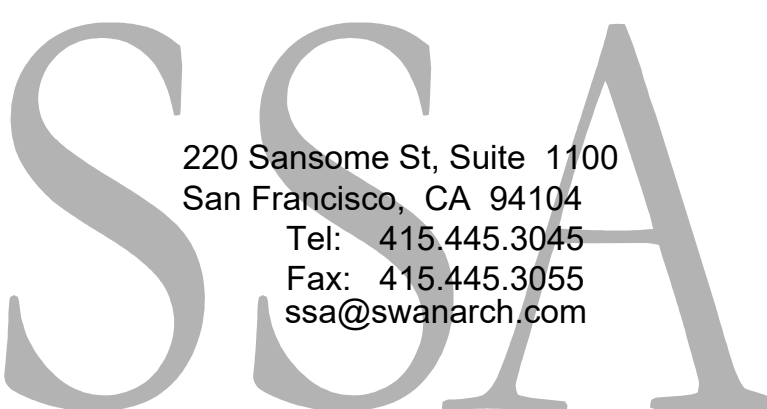 SSA
220 Sansome St, Suite 1100
San Francisco, CA 94104
Tel: 415.445.3045
Fax: 415.445.3055
ssa@swanarch.com